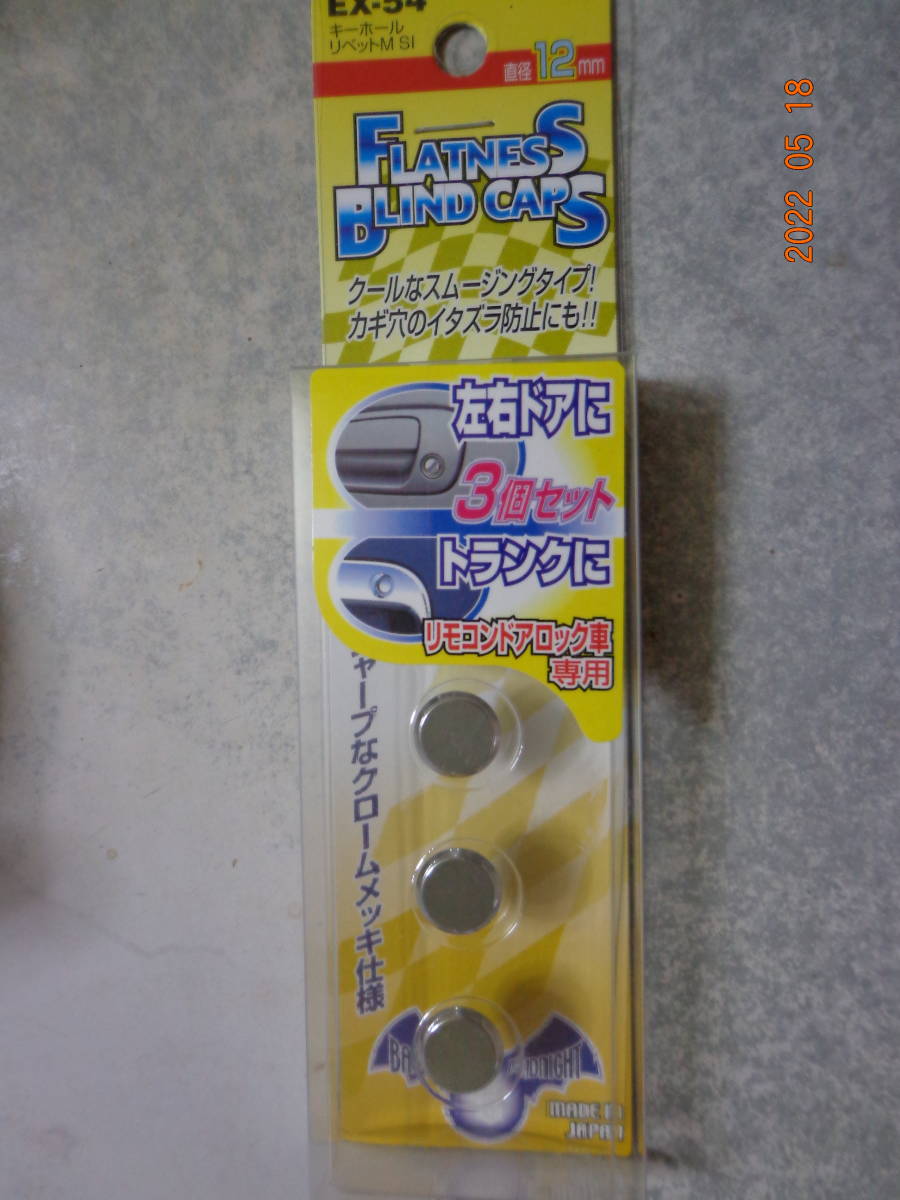 EX-54
キーホール
リベットM SI
直径12mm
FLATNESS
BLIND CAPS
クールなスムージングタイプ!
カギ穴のイタズラ防止にも!!
左右ドアに
3個セット
トランクに
リモコンドアロック車
専用
ャープなクロームメッキ仕様
MADE IN
JAPAN
2022 05 18